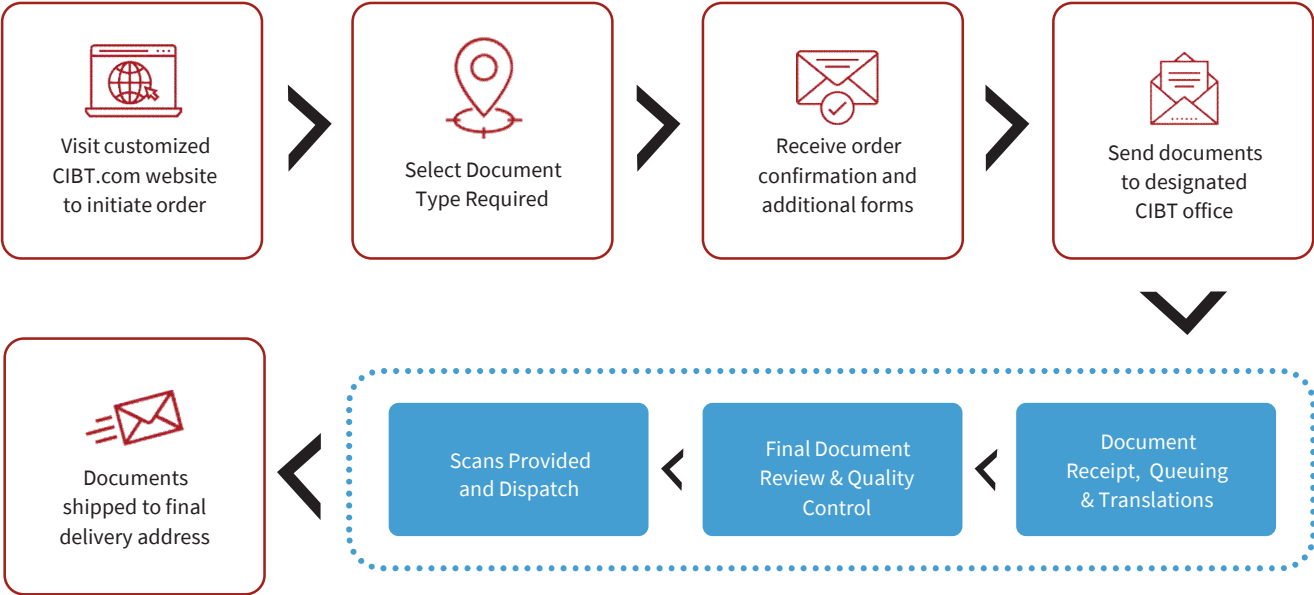 Visit customized
CIBT.com website
to initiate order
Select Document
Type Required
Receive order
confirmation and
additional forms
Send documents
to designated
CIBT office
Document
Receipt, Queuing
& Translations
Final Document
Review & Quality
Control
Scans Provided
and Dispatch
Documents
shipped to final
delivery address